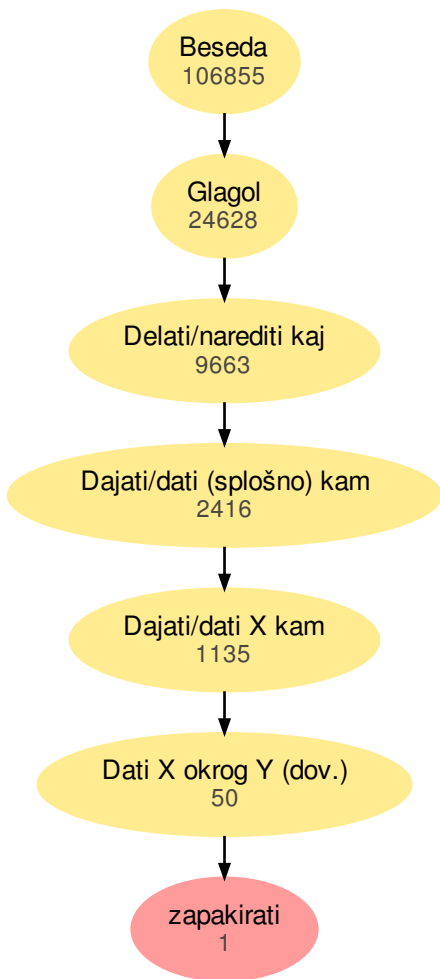 Beseda
106855
Glagol
24628
Delati/narediti kaj
9663
Dajati/dati (splošno) kam
2416
Dajati/dati X kam
1135
Dati X okrog Y (dov.)
50
zapakirati
1